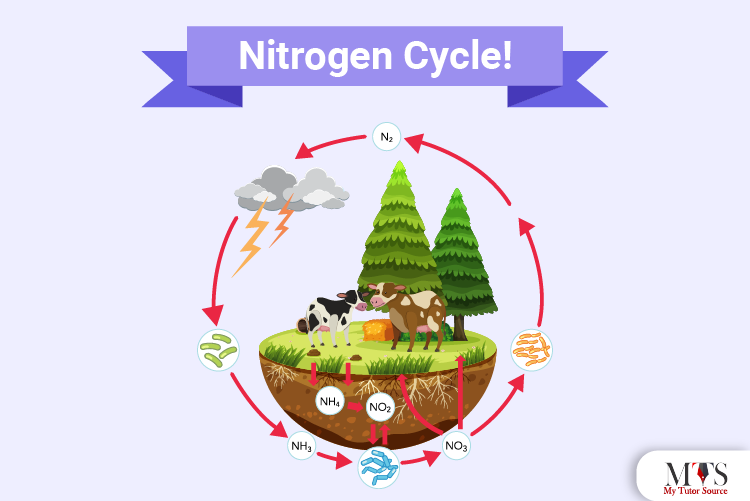 Nitrogen Cycle!
N₂
NH₄
NO₂
NH₃
NO₃
MTS
My Tutor Source